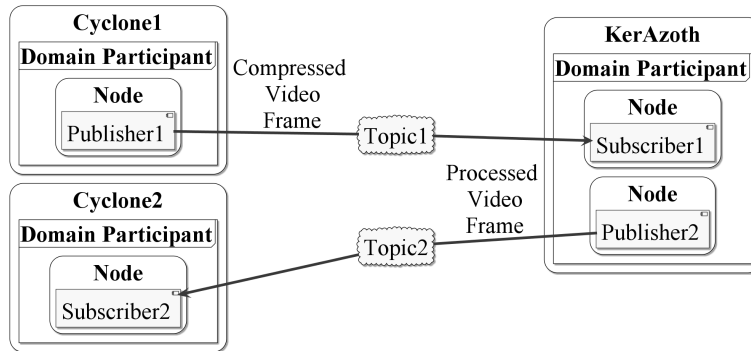 Cyclone1
Domain Participant
Node
Publisher1
Compressed
Video
Frame
Topic1
KerAzoth
Domain Participant
Node
Subscriber1
Node
Publisher2
Processed
Video
Frame
Topic2
Cyclone2
Domain Participant
Node
Subscriber2